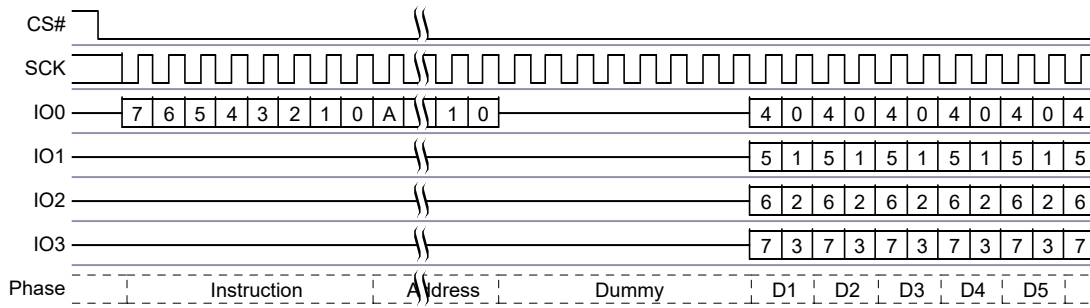 CS#
SCK
IO0 7 6 5 4 3 2 1 0 A 1 0 4 0 4 0 4 0 4 0 4 0 4
IO1 5 1 5 1 5 1 5 1 5 1 5
IO2 6 2 6 2 6 2 6 2 6 2 6
IO3 7 3 7 3 7 3 7 3 7 3 7
Phase Instruction Address Dummy D1 D2 D3 D4 D5